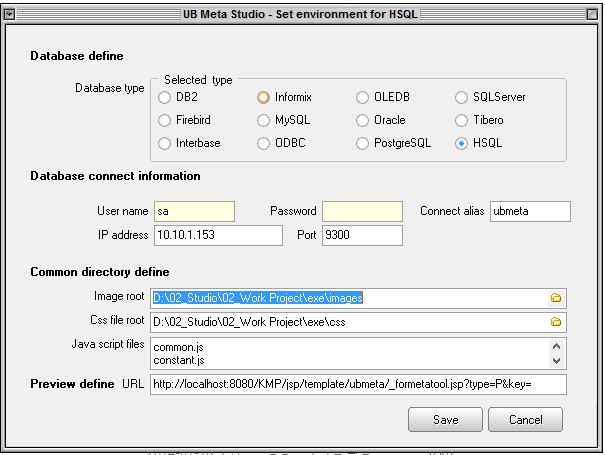 UB Meta Studio - Set environment for HSQL
Database define
Database type
Selected type
DB2 Informix OLEDB SQLServer
Firebird MySQL Oracle Tibero
Interbase ODBC PostgreSQL HSQL
Database connect information
User name sa Password Connect alias ubmeta
IP address 10.10.1.153 Port 9300
Common directory define
Image root D:\02_Studio\02_Work Project\exe\images
Css file root D:\02_Studio\02_Work Project\exe\css
Java script files common.js
constant.js
Preview define URL http://localhost:8080/KMP/jsp/template/ubmeta/_formetatool.jsp?type=P&key=
Save Cancel